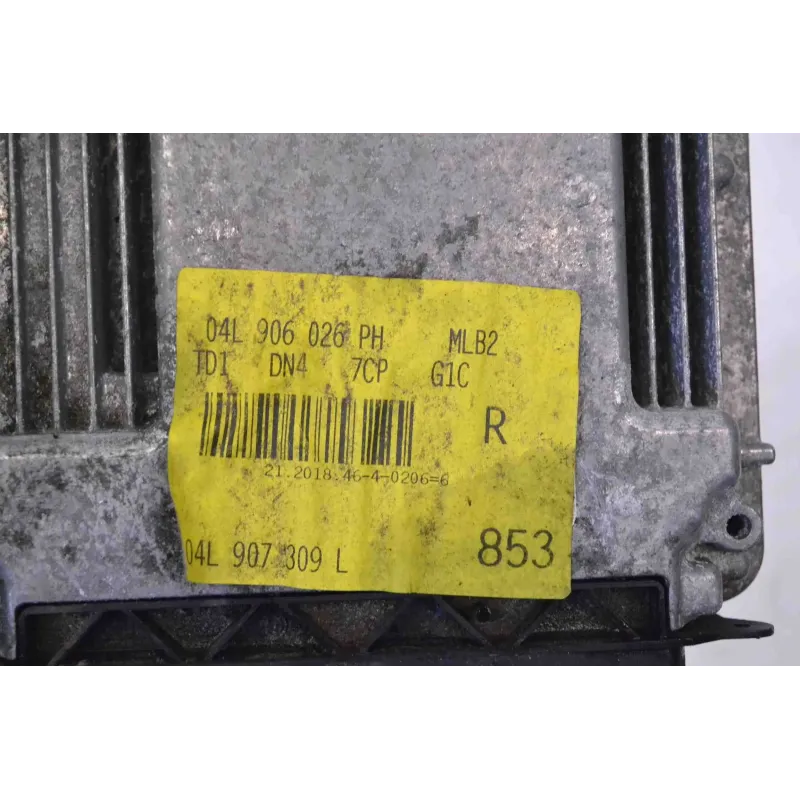 04L 906 026 PH MLB2
TDI DN4 7CP G1C
R
21.2018.46-4-0206=6
04L 907 309 L 853